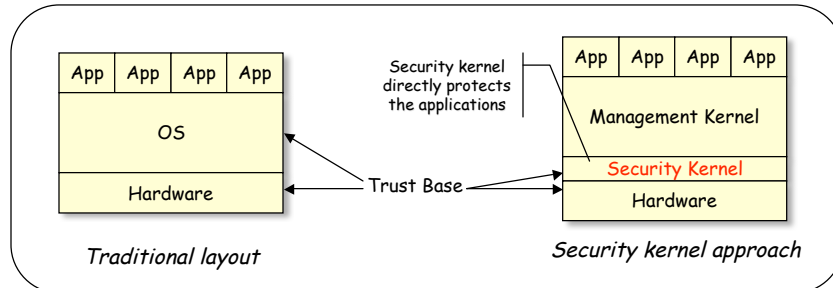 App App App App
OS
Hardware
Traditional layout
Security kernel
directly protects
the applications
Trust Base
App App App App
Management Kernel
Security Kernel
Hardware
Security kernel approach